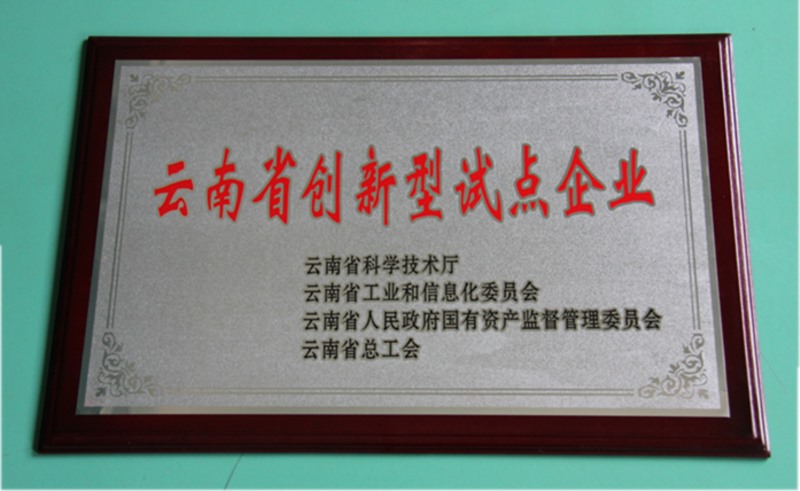 云南省创新型试点企业
云南省科学技术厅
云南省工业和信息化委员会
云南省人民政府国有资产监督管理委员会
云南省总工会